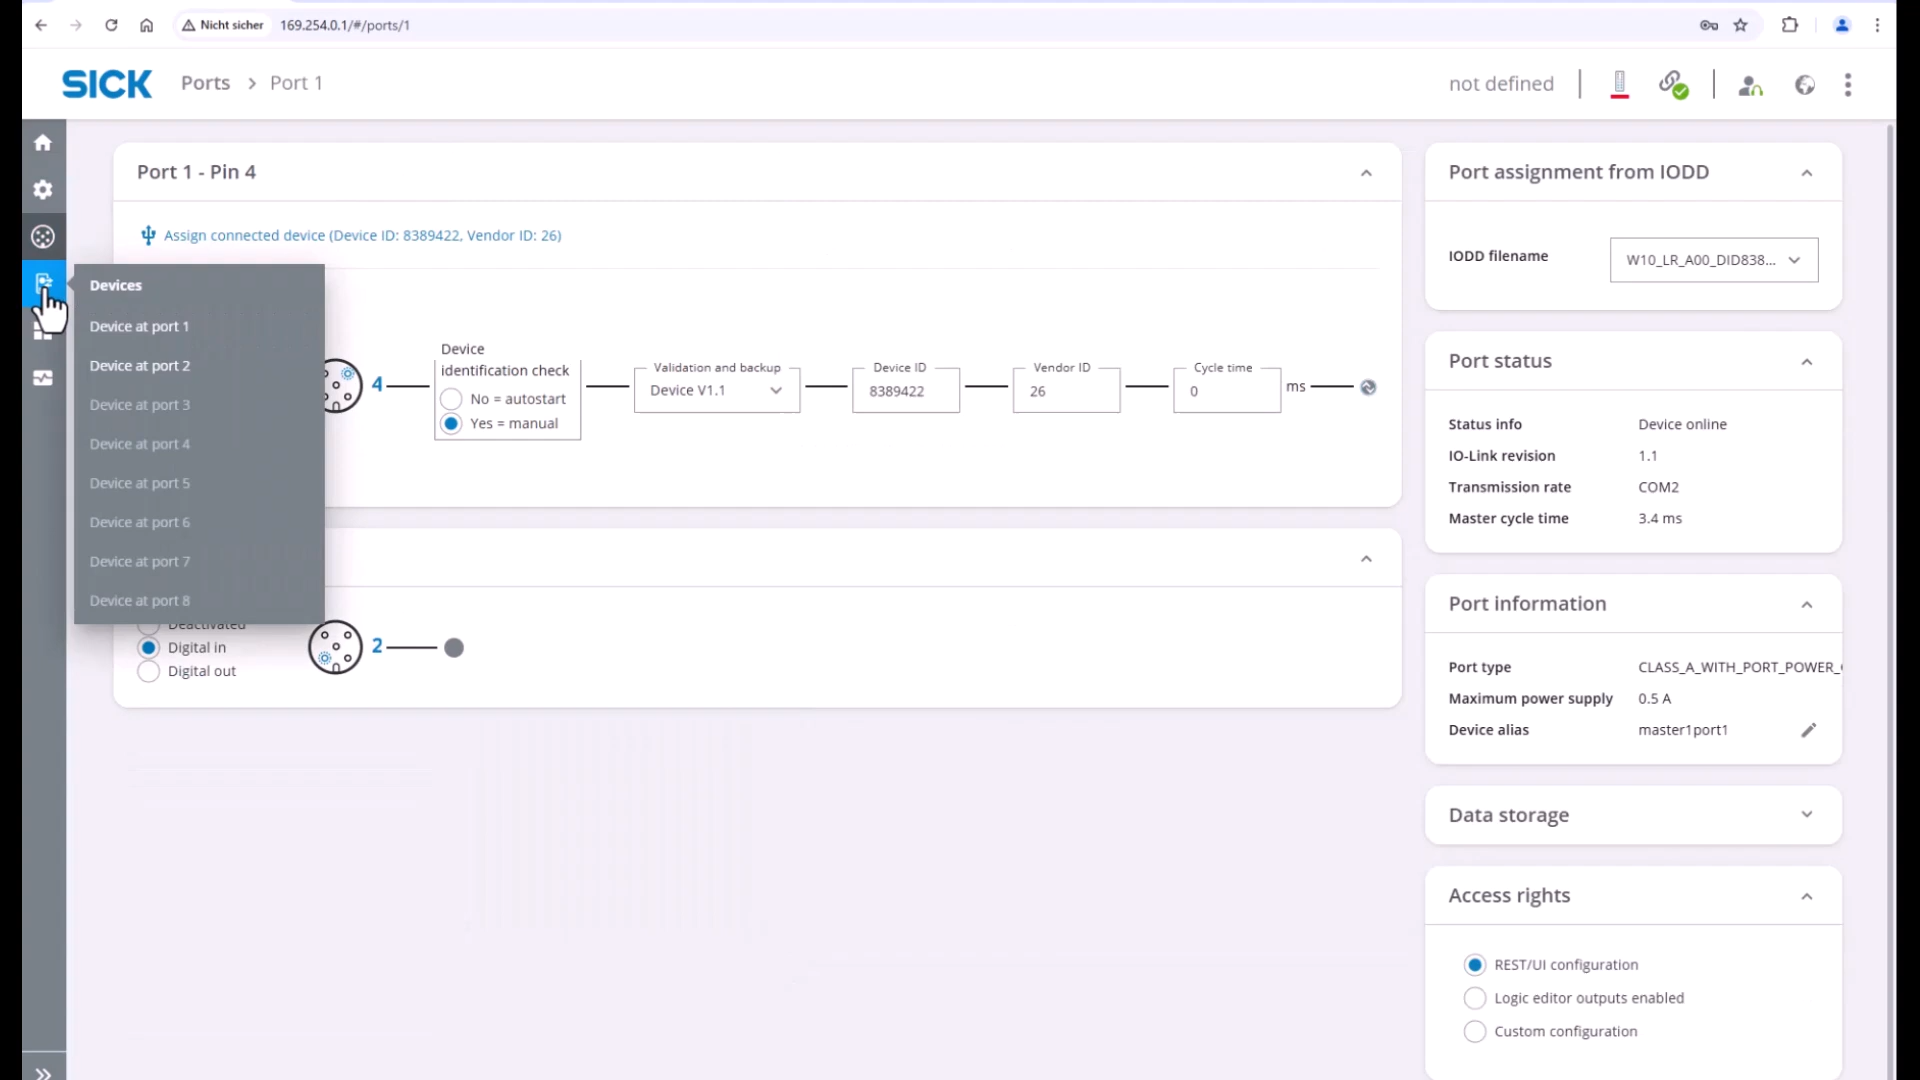 Nicht sicher 169.254.0.1/#/ports/1
SICK Ports > Port 1 not defined
Port 1 - Pin 4
Assign connected device (Device ID: 8389422, Vendor ID: 26)
Devices
Device at port 1
Device at port 2
Device at port 3
Device at port 4
Device at port 5
Device at port 6
Device at port 7
Device at port 8
4
Device
identification check
No = autostart
Yes = manual
Validation and backup
Device V1.1
Device ID
8389422
Vendor ID
26
Cycle time
0
ms
Deactivated
Digital in
Digital out
2
Port assignment from IODD
IODD filename W10_LR_A00_DID838...
Port status
Status info Device online
IO-Link revision 1.1
Transmission rate COM2
Master cycle time 3.4 ms
Port information
Port type CLASS_A_WITH_PORT_POWER_
Maximum power supply 0.5 A
Device alias master1port1
Data storage
Access rights
REST/UI configuration
Logic editor outputs enabled
Custom configuration